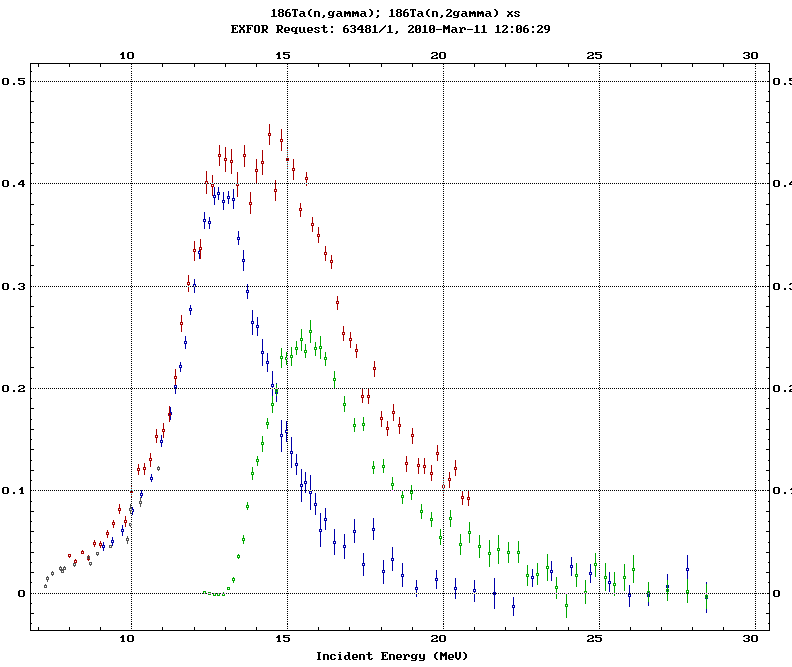 186Ta(n,gamma); 186Ta(n,2gamma) xs
EXFOR Request: 63481/1, 2010-Mar-11 12:06:29
10 15 20 25 30
0.5 0.5
0.4 0.4
0.3 0.3
0.2 0.2
0.1 0.1
0 0
10 15 20 25 30
Incident Energy (MeV)